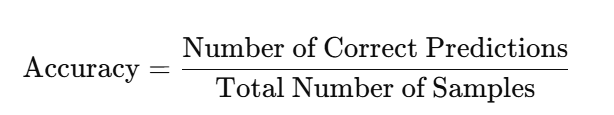 Accuracy = Number of Correct Predictions
Total Number of Samples